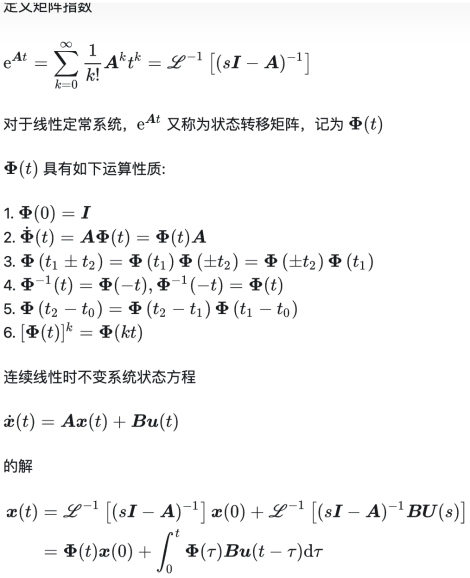 定义矩阵指数
e^{At} = \sum_{k=0}^{\infty} \frac{1}{k!} A^k t^k = ℒ^{-1} [(sI − A)^{-1}]
对于线性定常系统，e^{At} 又称为状态转移矩阵，记为 Φ(t)
Φ(t) 具有如下运算性质:
1. Φ(0) = I
2. \dot{Φ}(t) = AΦ(t) = Φ(t)A
3. Φ (t_1 ± t_2) = Φ (t_1) Φ (±t_2) = Φ (±t_2) Φ (t_1)
4. Φ^{-1}(t) = Φ(−t), Φ^{-1}(−t) = Φ(t)
5. Φ (t_2 − t_0) = Φ (t_2 − t_1) Φ (t_1 − t_0)
6. [Φ(t)]^k = Φ(kt)
连续线性时不变系统状态方程
\dot{x}(t) = Ax(t) + Bu(t)
的解
x(t) = ℒ^{-1} [(sI − A)^{-1}] x(0) + ℒ^{-1} [(sI − A)^{-1}BU(s)]
= Φ(t)x(0) + \int_0^t Φ(τ)Bu(t − τ)dτ